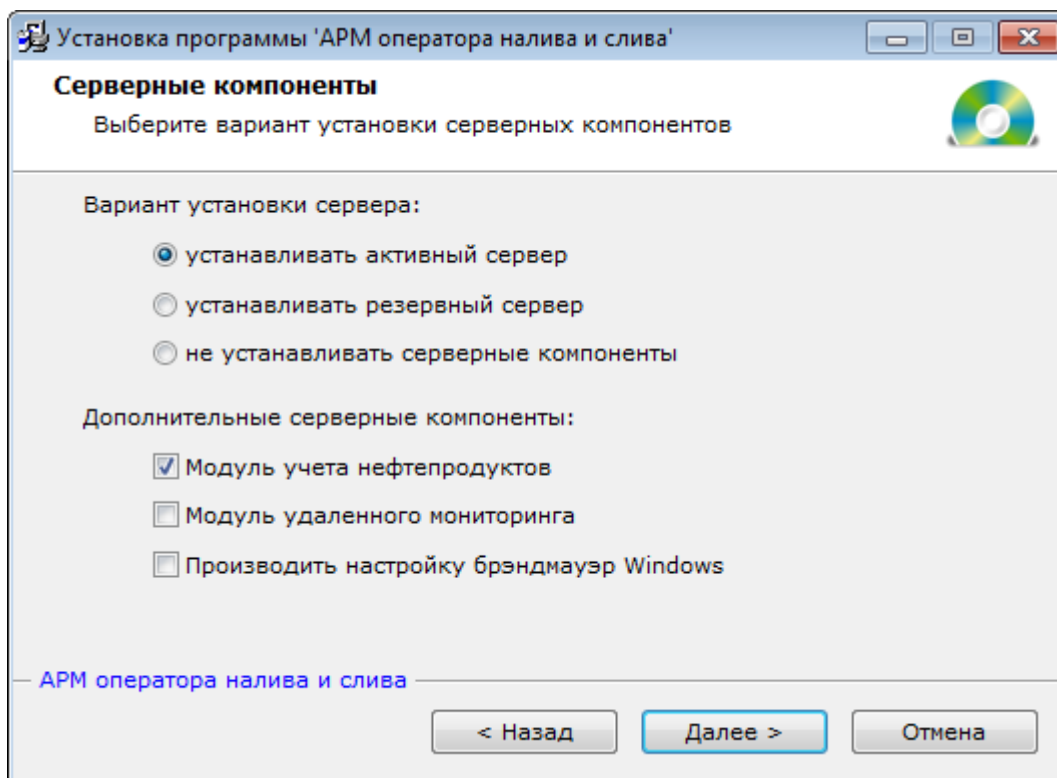 Установка программы 'АРМ оператора налива и слива'
Серверные компоненты
Выберите вариант установки серверных компонентов
Вариант установки сервера:
устанавливать активный сервер
устанавливать резервный сервер
не устанавливать серверные компоненты
Дополнительные серверные компоненты:
Модуль учета нефтепродуктов
Модуль удаленного мониторинга
Производить настройку брэндмауэр Windows
АРМ оператора налива и слива
< Назад Далее > Отмена